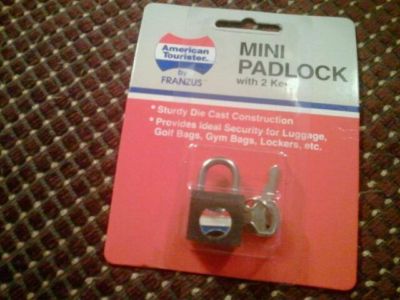 American
Tourister.
by
FRANZUS
MINI
PADLOCK
with 2 Keys
* Sturdy Die Cast Construction
* Provides Ideal Security for Luggage,
Golf Bags, Gym Bags, Lockers, etc.